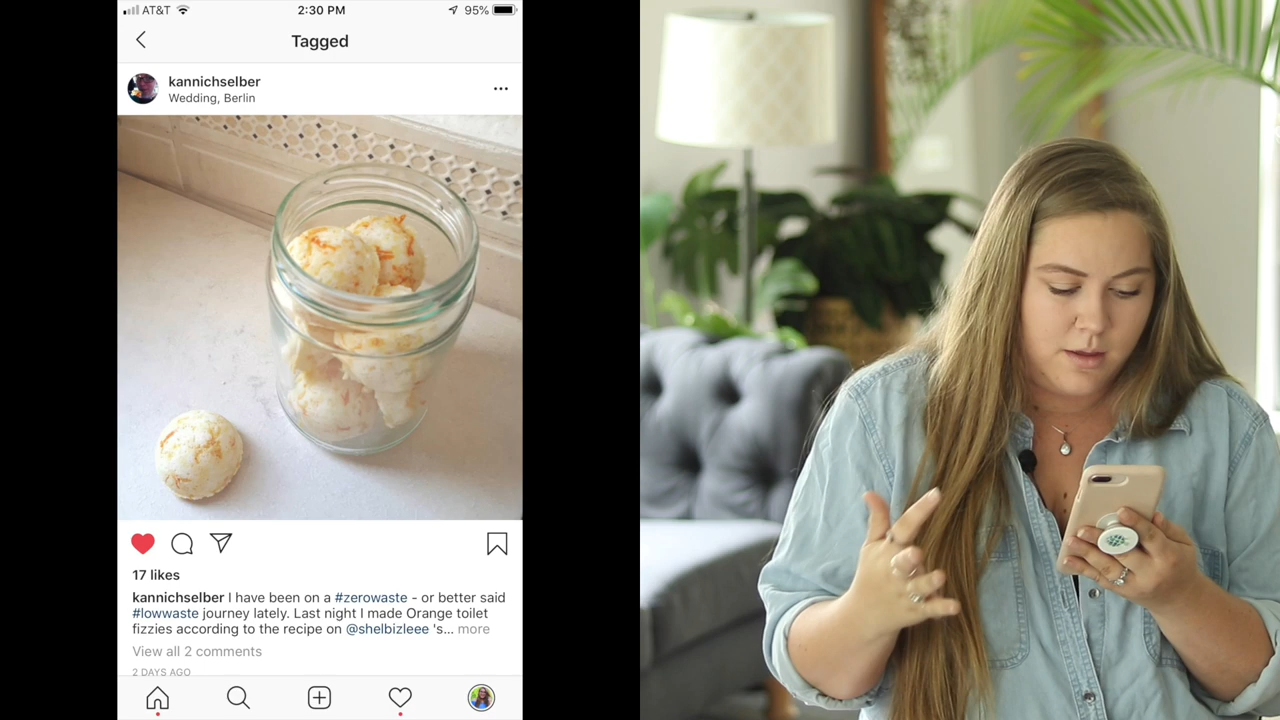 AT&T 2:30 PM 95%
Tagged
kannichselber
Wedding, Berlin
17 likes
kannichselber I have been on a #zerowaste - or better said
#lowwaste journey lately. Last night I made Orange toilet
fizzies according to the recipe on @shelbizleee 's... more
View all 2 comments
2 DAYS AGO